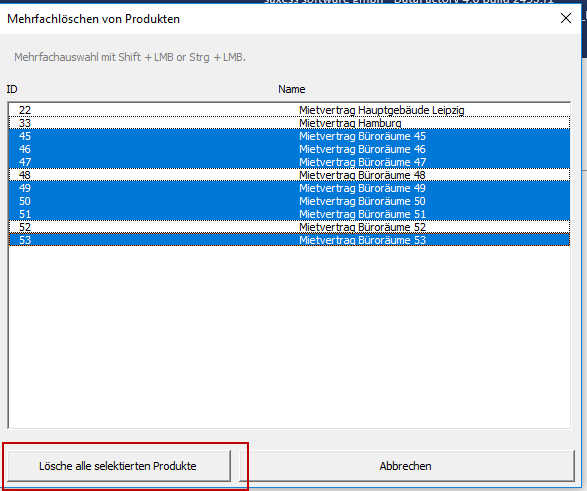 saxess software gmbh - DataFactory 4.0 Build 2493.r1
Mehrfachlöschen von Produkten
Mehrfachauswahl mit Shift + LMB or Strg + LMB.
ID Name
22 Mietvertrag Hauptgebäude Leipzig
33 Mietvertrag Hamburg
45 Mietvertrag Büroräume 45
46 Mietvertrag Büroräume 46
47 Mietvertrag Büroräume 47
48 Mietvertrag Büroräume 48
49 Mietvertrag Büroräume 49
50 Mietvertrag Büroräume 50
51 Mietvertrag Büroräume 51
52 Mietvertrag Büroräume 52
53 Mietvertrag Büroräume 53
Lösche alle selektierten Produkte Abbrechen